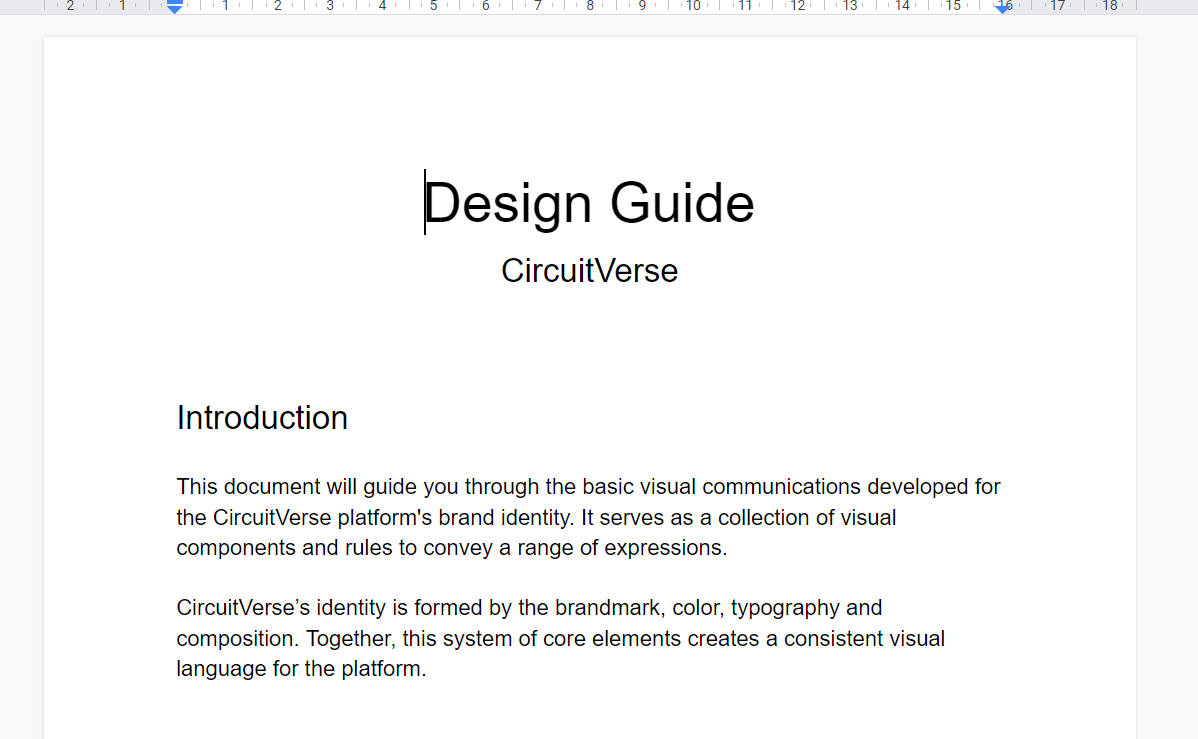 2 1 1 2 3 4 5 6 7 8 9 10 11 12 13 14 15 16 17 18
Design Guide
CircuitVerse
Introduction
This document will guide you through the basic visual communications developed for
the CircuitVerse platform's brand identity. It serves as a collection of visual
components and rules to convey a range of expressions.
CircuitVerse’s identity is formed by the brandmark, color, typography and
composition. Together, this system of core elements creates a consistent visual
language for the platform.